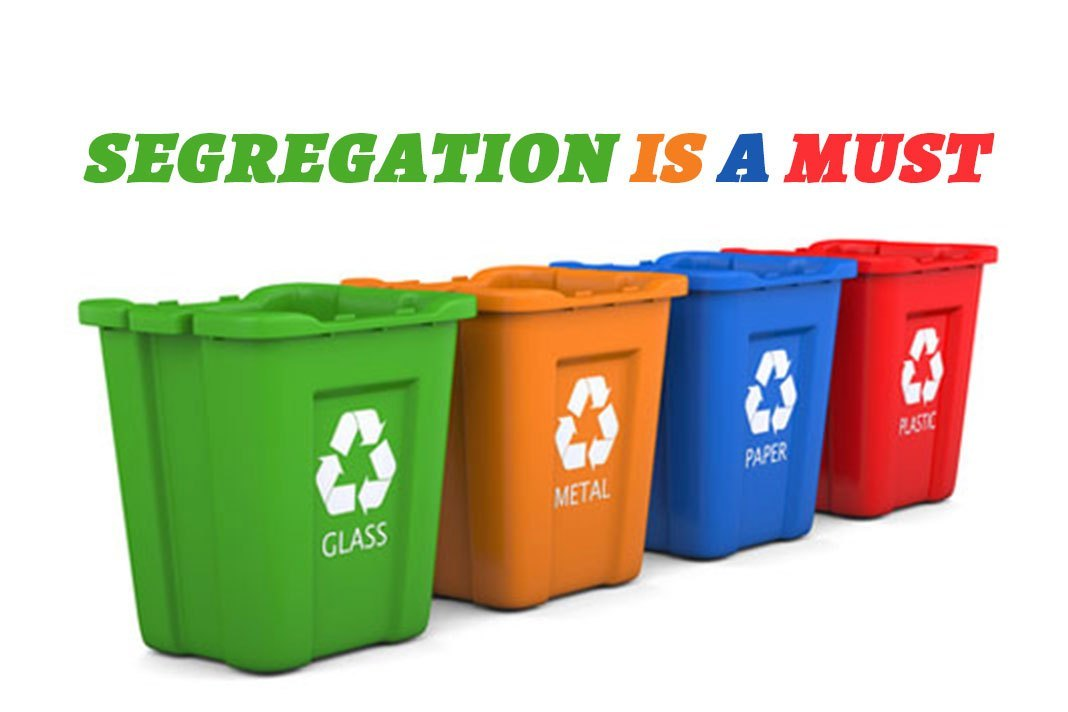 SEGREGATION IS A MUST
GLASS
METAL
PAPER
PLASTIC